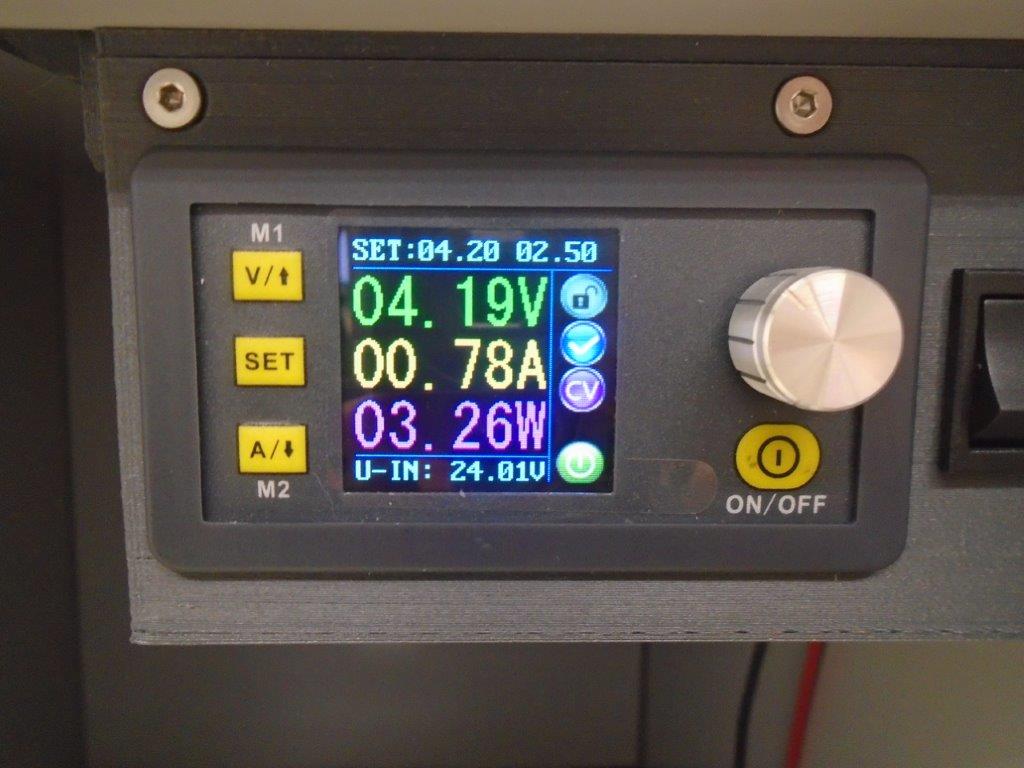 M1
V/⬆
SET
A/⬇
M2
SET:04.20 02.50
04.19V
00.78A
03.26W
U-IN: 24.01V
CV
ON/OFF